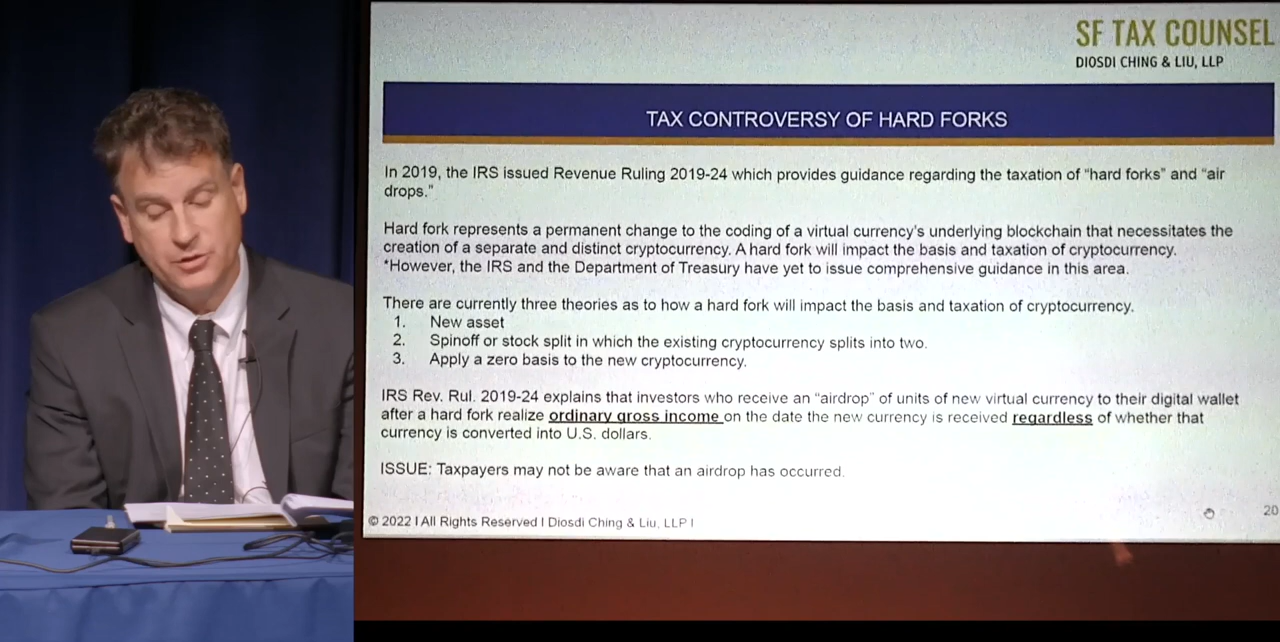 SF TAX COUNSEL
DIOSDI CHING & LIU, LLP
TAX CONTROVERSY OF HARD FORKS
In 2019, the IRS issued Revenue Ruling 2019-24 which provides guidance regarding the taxation of “hard forks” and “air
drops.”
Hard fork represents a permanent change to the coding of a virtual currency's underlying blockchain that necessitates the
creation of a separate and distinct cryptocurrency. A hard fork will impact the basis and taxation of cryptocurrency.
*However, the IRS and the Department of Treasury have yet to issue comprehensive guidance in this area.
There are currently three theories as to how a hard fork will impact the basis and taxation of cryptocurrency.
1. New asset
2. Spinoff or stock split in which the existing cryptocurrency splits into two.
3. Apply a zero basis to the new cryptocurrency.
IRS Rev. Rul. 2019-24 explains that investors who receive an “airdrop” of units of new virtual currency to their digital wallet
after a hard fork realize ordinary gross income on the date the new currency is received regardless of whether that
currency is converted into U.S. dollars.
ISSUE: Taxpayers may not be aware that an airdrop has occurred.
© 2022 I All Rights Reserved I Diosdi Ching & Liu, LLP I
20